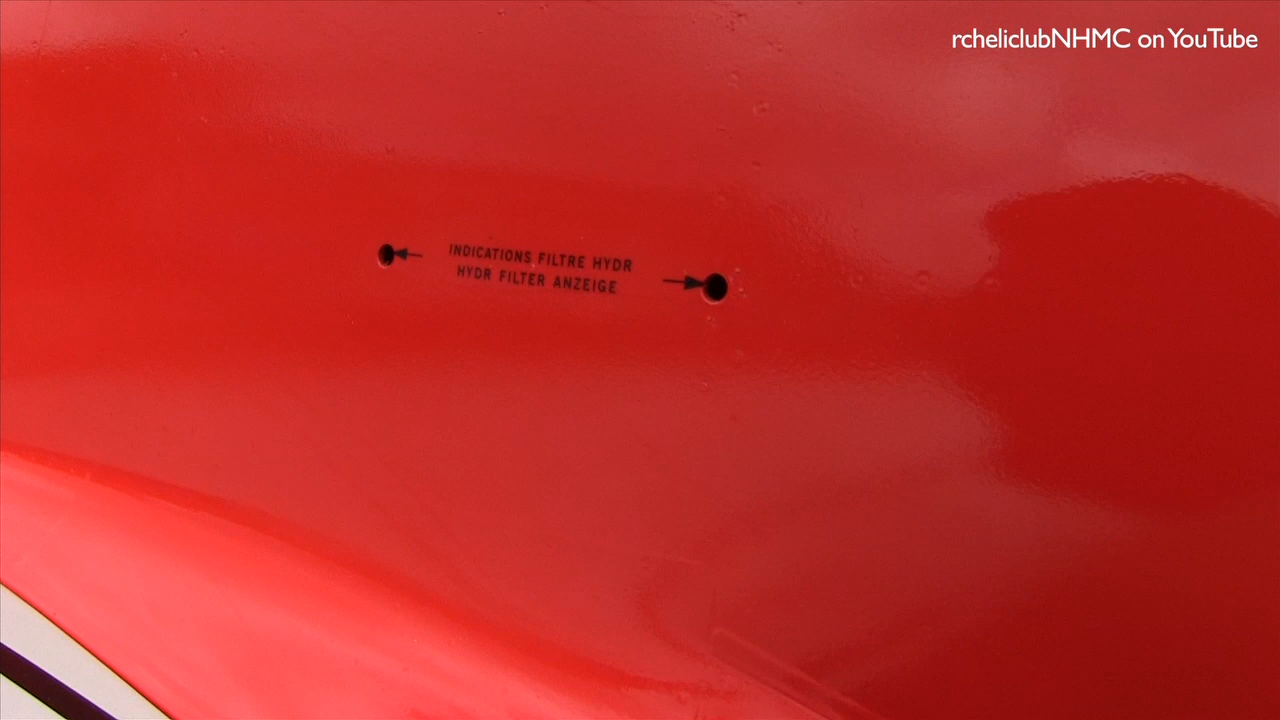 rcheliclubNHMC on YouTube
INDICATIONS FILTRE HYDR
HYDR FILTER ANZEIGE